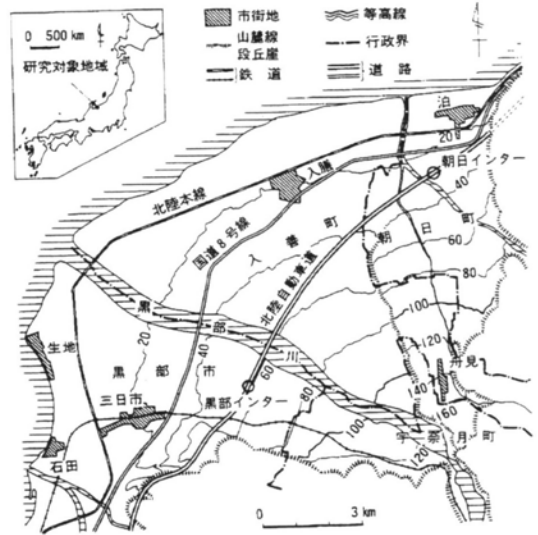 0 500 km
研究対象地域
市街地
等高線
山麓線
段丘崖
行政界
鉄道
道路
泊
20
朝日インター
40
入膳
北陸本線
国道8号線
入善町
北陸自動車道
朝日町
60
80
100
120
黒部川
舟見
140
160
生地
黒部市
20
40
60
80
三日市
黒部インター
100
宇奈月町
120
石田
0 3 km